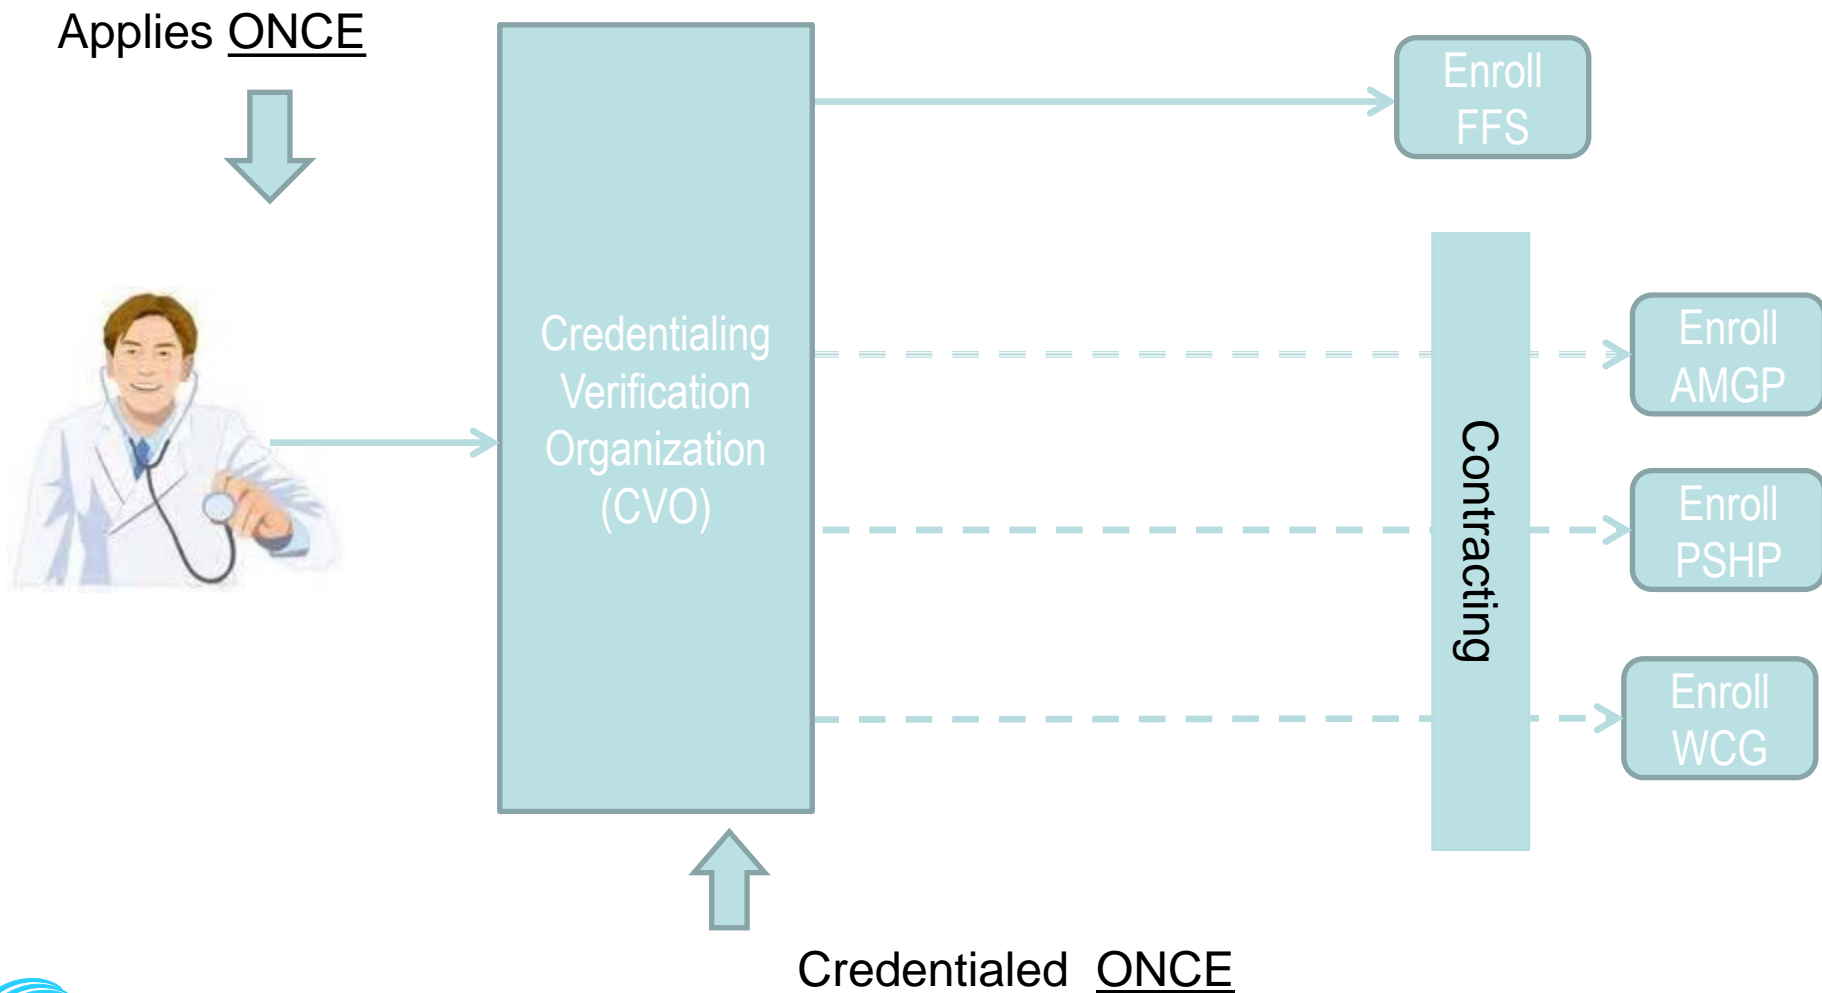 Applies ONCE
Enroll
FFS
Credentialing
Verification
Organization
(CVO)
Contracting
Enroll
AMGP
Enroll
PSHP
Enroll
WCG
Credentialed  ONCE